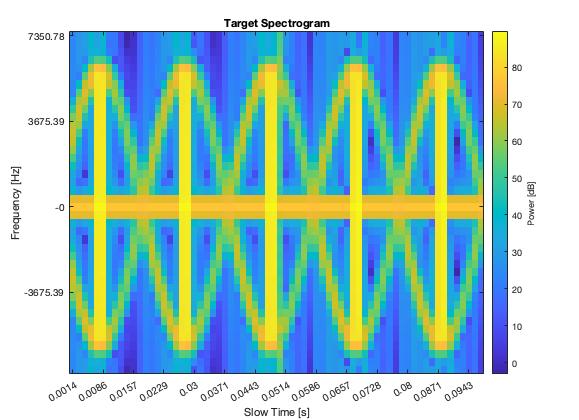 Target Spectrogram
7350.78
3675.39
-0
-3675.39
Frequency [Hz]
0.0014 0.0086 0.0157 0.0229 0.03 0.0371 0.0443 0.0514 0.0586 0.0657 0.0728 0.08 0.0871 0.0943
Slow Time [s]
80
70
60
50
40
30
20
10
0
Power [dB]